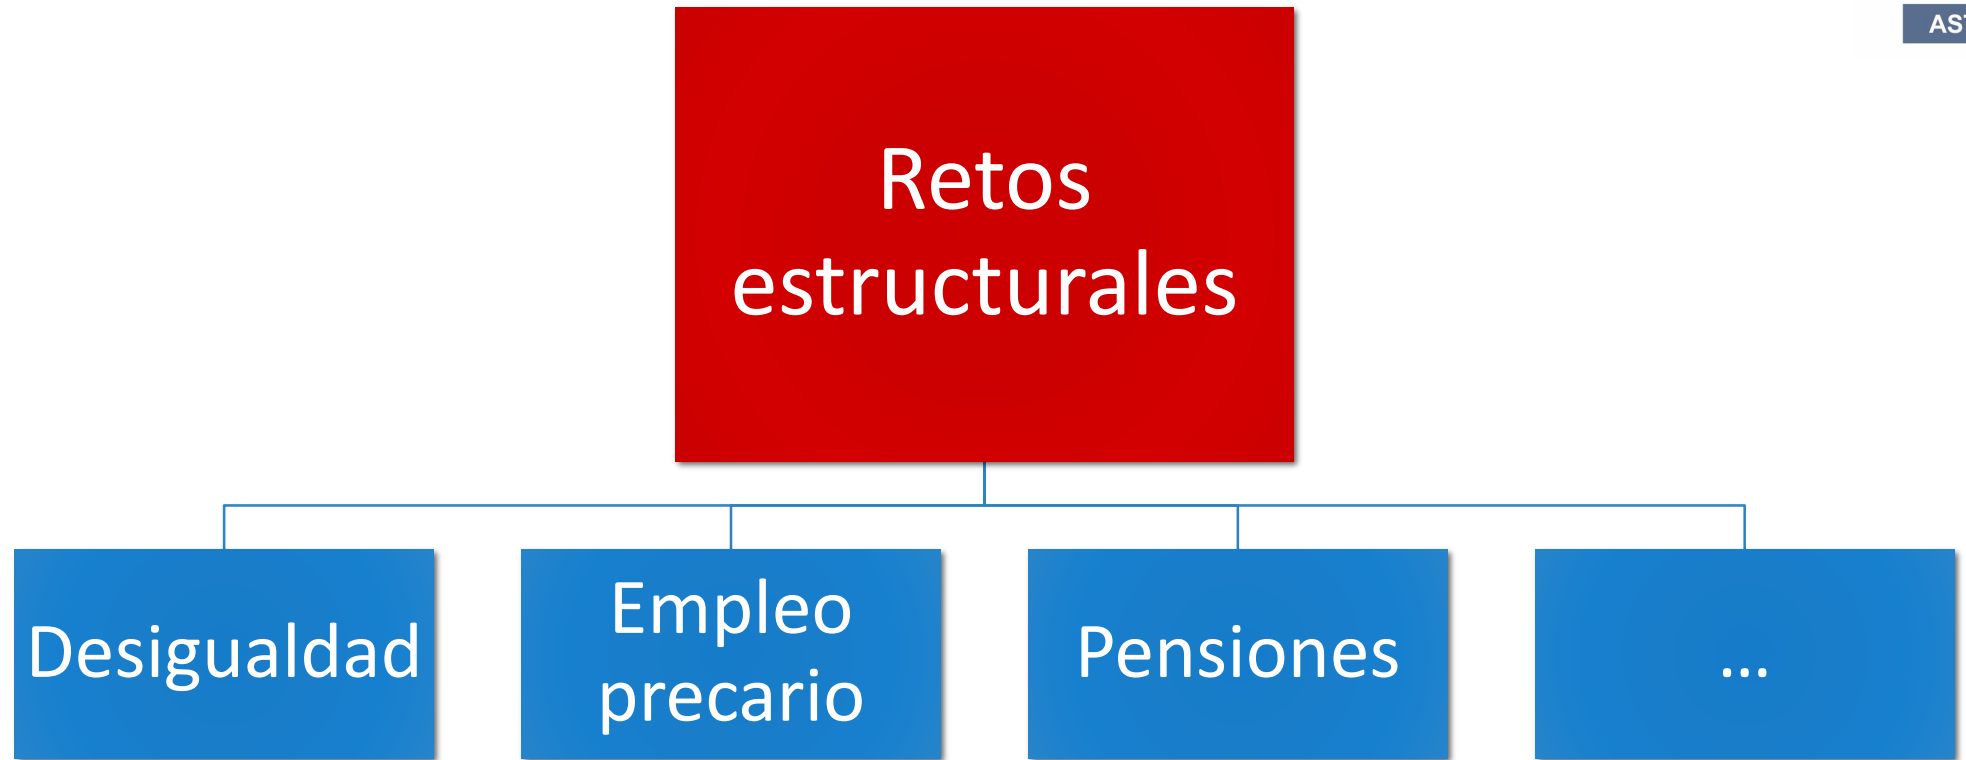 Retos
estructurales
Desigualdad
Empleo
precario
Pensiones
...